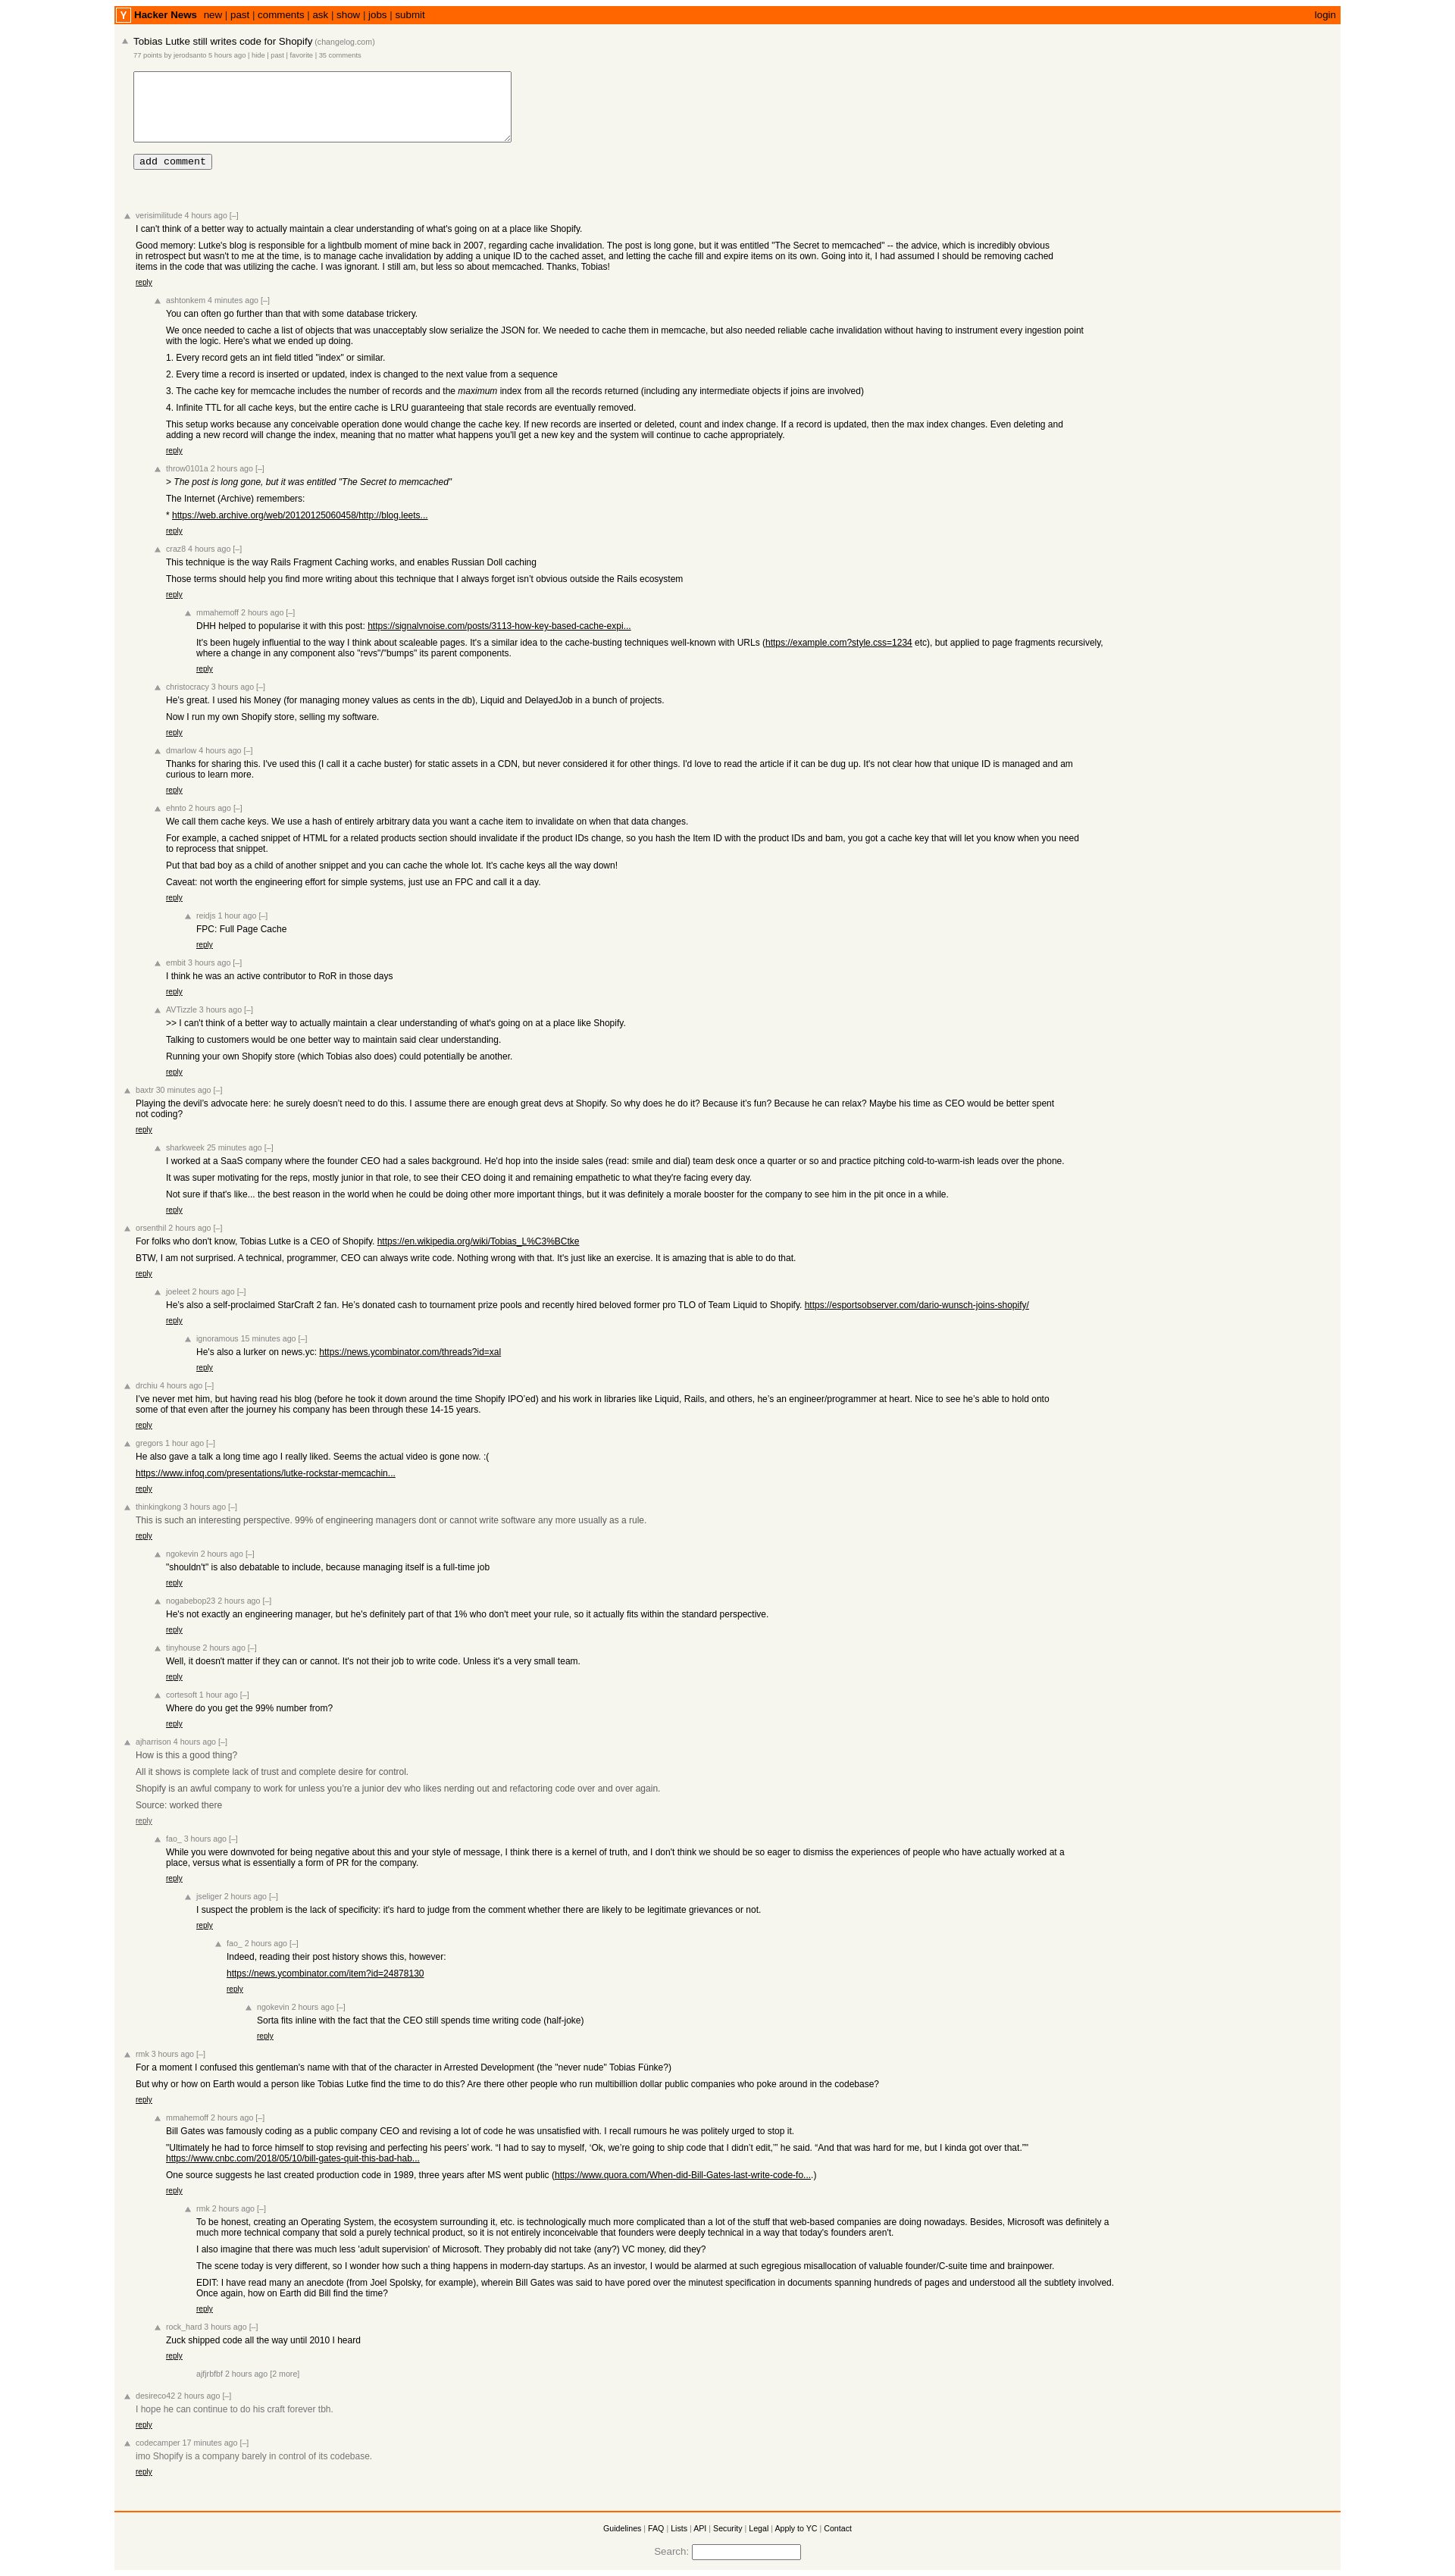 Y Hacker News new | past | comments | ask | show | jobs | submit login
Tobias Lutke still writes code for Shopify (changelog.com)
77 points by jerodsanto 5 hours ago | hide | past | favorite | 35 comments
add comment
verisimilitude 4 hours ago [–]
I can't think of a better way to actually maintain a clear understanding of what's going on at a place like Shopify.
Good memory: Lutke's blog is responsible for a lightbulb moment of mine back in 2007, regarding cache invalidation. The post is long gone, but it was entitled "The Secret to memcached" -- the advice, which is incredibly obvious
in retrospect but wasn't to me at the time, is to manage cache invalidation by adding a unique ID to the cached asset, and letting the cache fill and expire items on its own. Going into it, I had assumed I should be removing cached
items in the code that was utilizing the cache. I was ignorant. I still am, but less so about memcached. Thanks, Tobias!
reply
ashtonkem 4 minutes ago [–]
You can often go further than that with some database trickery.
We once needed to cache a list of objects that was unacceptably slow serialize the JSON for. We needed to cache them in memcache, but also needed reliable cache invalidation without having to instrument every ingestion point
with the logic. Here's what we ended up doing.
1. Every record gets an int field titled "index" or similar.
2. Every time a record is inserted or updated, index is changed to the next value from a sequence
3. The cache key for memcache includes the number of records and the maximum index from all the records returned (including any intermediate objects if joins are involved)
4. Infinite TTL for all cache keys, but the entire cache is LRU guaranteeing that stale records are eventually removed.
This setup works because any conceivable operation done would change the cache key. If new records are inserted or deleted, count and index change. If a record is updated, then the max index changes. Even deleting and
adding a new record will change the index, meaning that no matter what happens you'll get a new key and the system will continue to cache appropriately.
reply
throw0101a 2 hours ago [–]
> The post is long gone, but it was entitled "The Secret to memcached"
The Internet (Archive) remembers:
* https://web.archive.org/web/20120125060458/http://blog.leets...
reply
craz8 4 hours ago [–]
This technique is the way Rails Fragment Caching works, and enables Russian Doll caching
Those terms should help you find more writing about this technique that I always forget isn't obvious outside the Rails ecosystem
reply
mmahemoff 2 hours ago [–]
DHH helped to popularise it with this post: https://signalvnoise.com/posts/3113-how-key-based-cache-expi...
It's been hugely influential to the way I think about scaleable pages. It's a similar idea to the cache-busting techniques well-known with URLs (https://example.com?style.css=1234 etc), but applied to page fragments recursively,
where a change in any component also "revs"/"bumps" its parent components.
reply
christocracy 3 hours ago [–]
He's great. I used his Money (for managing money values as cents in the db), Liquid and DelayedJob in a bunch of projects.
Now I run my own Shopify store, selling my software.
reply
dmarlow 4 hours ago [–]
Thanks for sharing this. I've used this (I call it a cache buster) for static assets in a CDN, but never considered it for other things. I'd love to read the article if it can be dug up. It's not clear how that unique ID is managed and am
curious to learn more.
reply
ehnto 2 hours ago [–]
We call them cache keys. We use a hash of entirely arbitrary data you want a cache item to invalidate on when that data changes.
For example, a cached snippet of HTML for a related products section should invalidate if the product IDs change, so you hash the Item ID with the product IDs and bam, you got a cache key that will let you know when you need
to reprocess that snippet.
Put that bad boy as a child of another snippet and you can cache the whole lot. It's cache keys all the way down!
Caveat: not worth the engineering effort for simple systems, just use an FPC and call it a day.
reply
reidjs 1 hour ago [–]
FPC: Full Page Cache
reply
embit 3 hours ago [–]
I think he was an active contributor to RoR in those days
reply
AVTizzle 3 hours ago [–]
>> I can't think of a better way to actually maintain a clear understanding of what's going on at a place like Shopify.
Talking to customers would be one better way to maintain said clear understanding.
Running your own Shopify store (which Tobias also does) could potentially be another.
reply
baxtr 30 minutes ago [–]
Playing the devil's advocate here: he surely doesn't need to do this. I assume there are enough great devs at Shopify. So why does he do it? Because it's fun? Because he can relax? Maybe his time as CEO would be better spent
not coding?
reply
sharkweek 25 minutes ago [–]
I worked at a SaaS company where the founder CEO had a sales background. He'd hop into the inside sales (read: smile and dial) team desk once a quarter or so and practice pitching cold-to-warm-ish leads over the phone.
It was super motivating for the reps, mostly junior in that role, to see their CEO doing it and remaining empathetic to what they're facing every day.
Not sure if that's like... the best reason in the world when he could be doing other more important things, but it was definitely a morale booster for the company to see him in the pit once in a while.
reply
orsenthil 2 hours ago [–]
For folks who don't know, Tobias Lutke is a CEO of Shopify. https://en.wikipedia.org/wiki/Tobias_L%C3%BCtke
BTW, I am not surprised. A technical, programmer, CEO can always write code. Nothing wrong with that. It's just like an exercise. It is amazing that is able to do that.
reply
joeleet 2 hours ago [–]
He's also a self-proclaimed StarCraft 2 fan. He's donated cash to tournament prize pools and recently hired beloved former pro TLO of Team Liquid to Shopify. https://esportsobserver.com/dario-wunsch-joins-shopify/
reply
ignoramous 15 minutes ago [–]
He's also a lurker on news.yc: https://news.ycombinator.com/threads?id=xal
reply
drchiu 4 hours ago [–]
I've never met him, but having read his blog (before he took it down around the time Shopify IPO'ed) and his work in libraries like Liquid, Rails, and others, he's an engineer/programmer at heart. Nice to see he's able to hold onto
some of that even after the journey his company has been through these 14-15 years.
reply
gregors 1 hour ago [–]
He also gave a talk a long time ago I really liked. Seems the actual video is gone now. :(
https://www.infoq.com/presentations/lutke-rockstar-memcachin...
reply
thinkingkong 3 hours ago [–]
This is such an interesting perspective. 99% of engineering managers dont or cannot write software any more usually as a rule.
reply
ngokevin 2 hours ago [–]
"shouldn't" is also debatable to include, because managing itself is a full-time job
reply
nogabebop23 2 hours ago [–]
He's not exactly an engineering manager, but he's definitely part of that 1% who don't meet your rule, so it actually fits within the standard perspective.
reply
tinyhouse 2 hours ago [–]
Well, it doesn't matter if they can or cannot. It's not their job to write code. Unless it's a very small team.
reply
cortesoft 1 hour ago [–]
Where do you get the 99% number from?
reply
ajharrison 4 hours ago [–]
How is this a good thing?
All it shows is complete lack of trust and complete desire for control.
Shopify is an awful company to work for unless you're a junior dev who likes nerding out and refactoring code over and over again.
Source: worked there
reply
fao_ 3 hours ago [–]
While you were downvoted for being negative about this and your style of message, I think there is a kernel of truth, and I don't think we should be so eager to dismiss the experiences of people who have actually worked at a
place, versus what is essentially a form of PR for the company.
reply
jseliger 2 hours ago [–]
I suspect the problem is the lack of specificity: it's hard to judge from the comment whether there are likely to be legitimate grievances or not.
reply
fao_ 2 hours ago [–]
Indeed, reading their post history shows this, however:
https://news.ycombinator.com/item?id=24878130
reply
ngokevin 2 hours ago [–]
Sorta fits inline with the fact that the CEO still spends time writing code (half-joke)
reply
rmk 3 hours ago [–]
For a moment I confused this gentleman's name with that of the character in Arrested Development (the "never nude" Tobias Fünke?)
But why or how on Earth would a person like Tobias Lutke find the time to do this? Are there other people who run multibillion dollar public companies who poke around in the codebase?
reply
mmahemoff 2 hours ago [–]
Bill Gates was famously coding as a public company CEO and revising a lot of code he was unsatisfied with. I recall rumours he was politely urged to stop it.
"Ultimately he had to force himself to stop revising and perfecting his peers' work. “I had to say to myself, ‘Ok, we're going to ship code that I didn't edit,’” he said. “And that was hard for me, but I kinda got over that.”"
https://www.cnbc.com/2018/05/10/bill-gates-quit-this-bad-hab...
One source suggests he last created production code in 1989, three years after MS went public (https://www.quora.com/When-did-Bill-Gates-last-write-code-fo....)
reply
rmk 2 hours ago [–]
To be honest, creating an Operating System, the ecosystem surrounding it, etc. is technologically much more complicated than a lot of the stuff that web-based companies are doing nowadays. Besides, Microsoft was definitely a
much more technical company that sold a purely technical product, so it is not entirely inconceivable that founders were deeply technical in a way that today's founders aren't.
I also imagine that there was much less 'adult supervision' of Microsoft. They probably did not take (any?) VC money, did they?
The scene today is very different, so I wonder how such a thing happens in modern-day startups. As an investor, I would be alarmed at such egregious misallocation of valuable founder/C-suite time and brainpower.
EDIT: I have read many an anecdote (from Joel Spolsky, for example), wherein Bill Gates was said to have pored over the minutest specification in documents spanning hundreds of pages and understood all the subtlety involved.
Once again, how on Earth did Bill find the time?
reply
rock_hard 3 hours ago [–]
Zuck shipped code all the way until 2010 I heard
reply
ajfjrbfbf 2 hours ago [2 more]
desireco42 2 hours ago [–]
I hope he can continue to do his craft forever tbh.
reply
codecamper 17 minutes ago [–]
imo Shopify is a company barely in control of its codebase.
reply
Guidelines | FAQ | Lists | API | Security | Legal | Apply to YC | Contact
Search: